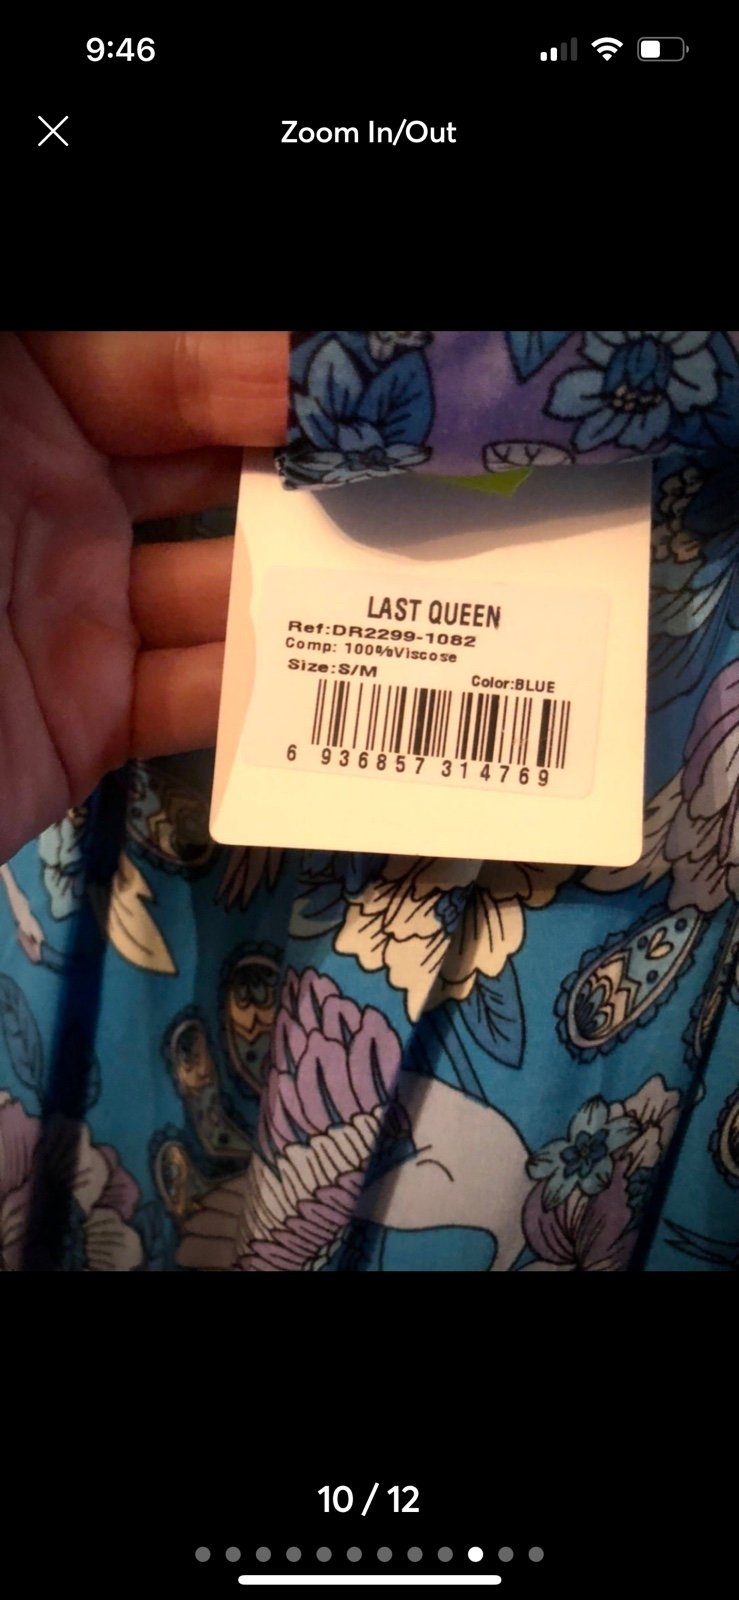 9:46
Zoom In/Out
LAST QUEEN
Ref:DR2299-1082
Comp: 100%Viscose
Size:S/M
Color:BLUE
6 936857 314769
10 / 12